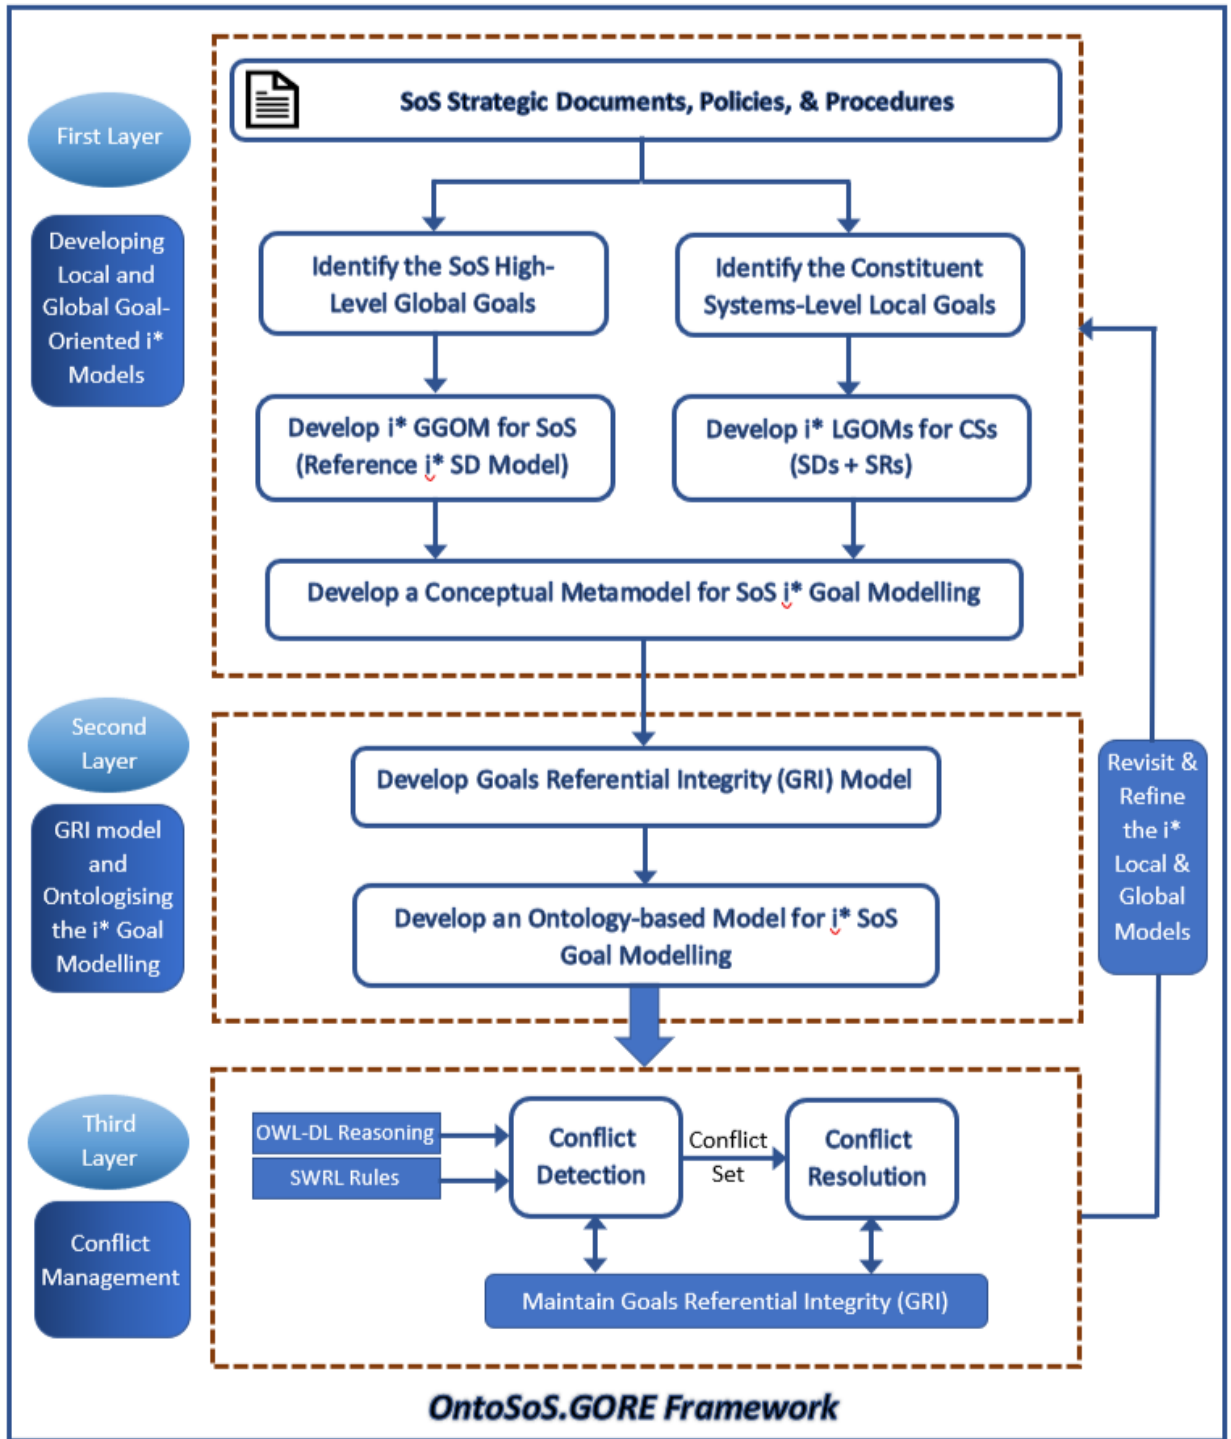 SoS Strategic Documents, Policies, & Procedures
First Layer
Developing
Local and
Global Goal-
Oriented i*
Models
Identify the SoS High-
Level Global Goals
Identify the Constituent
Systems-Level Local Goals
Develop i* GGOM for SoS
(Reference i* SD Model)
Develop i* LGOMs for CSs
(SDs + SRs)
Develop a Conceptual Metamodel for SoS i* Goal Modelling
Second
Layer
GRI model
and
Ontologising
the i* Goal
Modelling
Develop Goals Referential Integrity (GRI) Model
Develop an Ontology-based Model for i* SoS
Goal Modelling
Revisit &
Refine
the i*
Local &
Global
Models
Third
Layer
Conflict
Management
OWL-DL Reasoning
SWRL Rules
Conflict
Detection
Conflict
Set
Conflict
Resolution
Maintain Goals Referential Integrity (GRI)
OntoSoS.GORE Framework